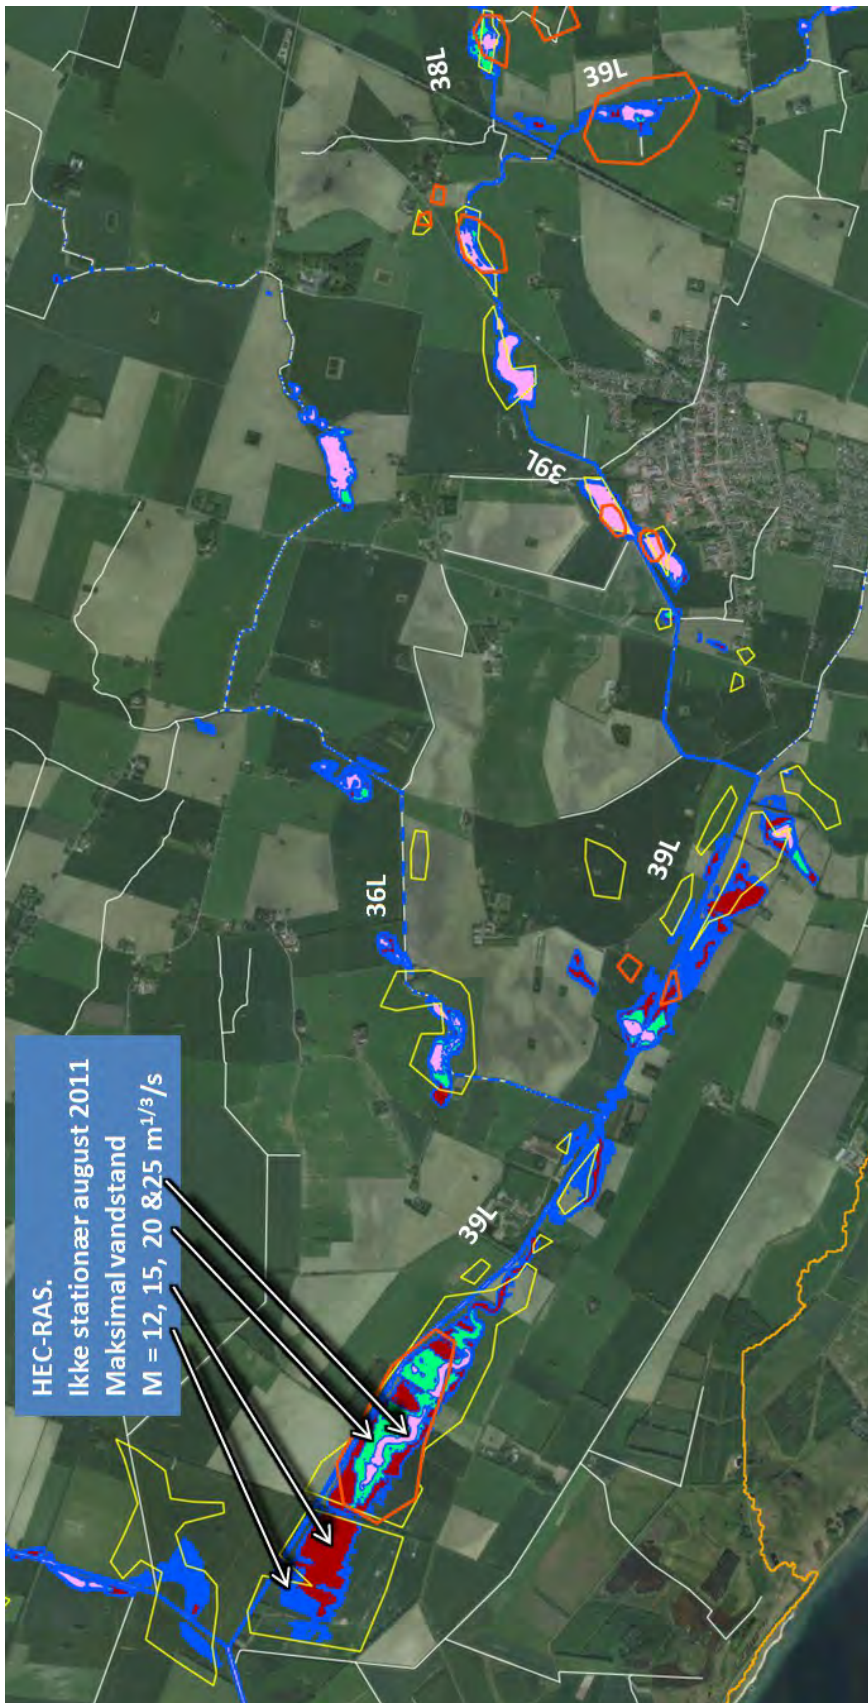 HEC-RAS.
Ikke stationær august 2011
Maksimal vandstand
M = 12, 15, 20 &25 m^1/3/s
39L
36L
39L
39L
38L
39L